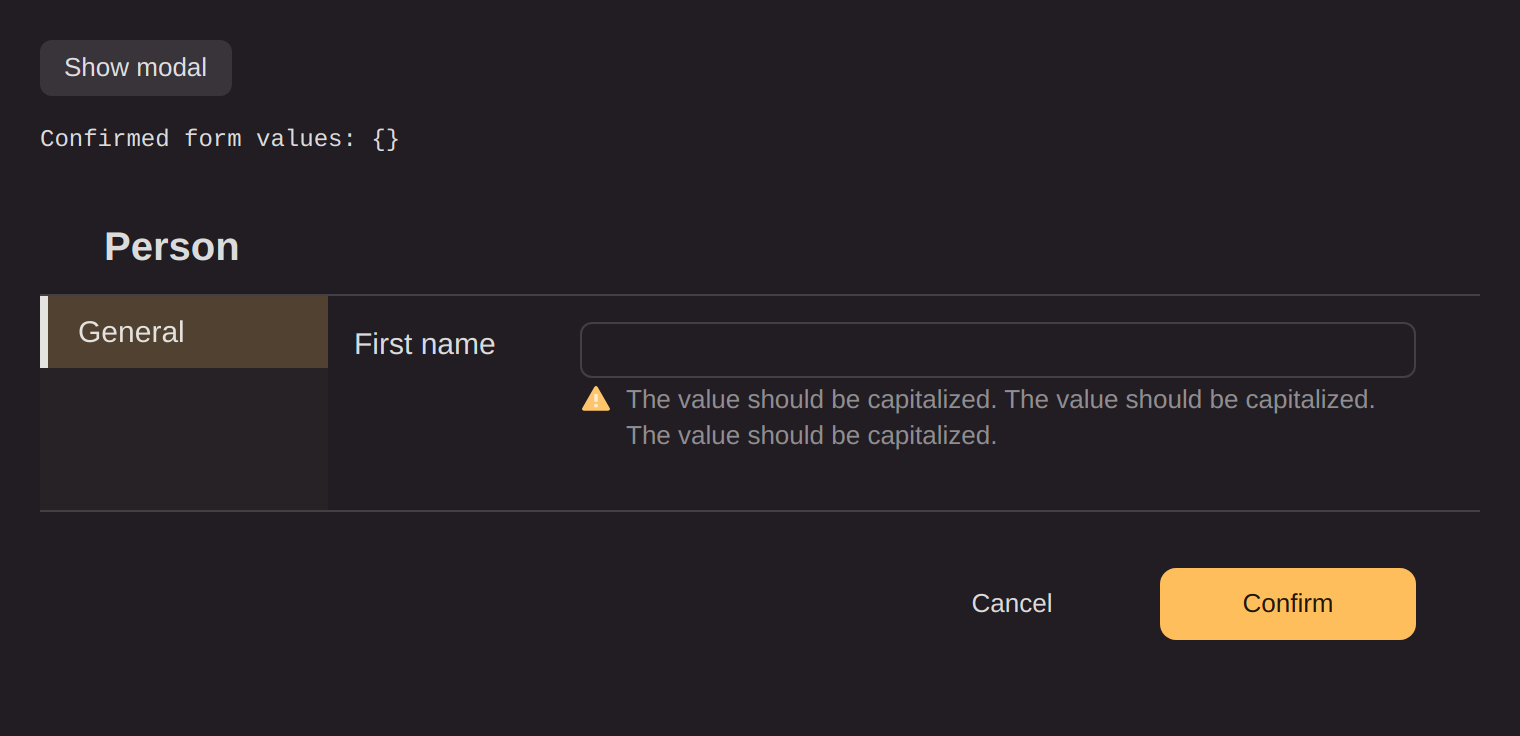 Show modal
Confirmed form values: {}
Person
General
First name
The value should be capitalized. The value should be capitalized.
The value should be capitalized.
Cancel
Confirm